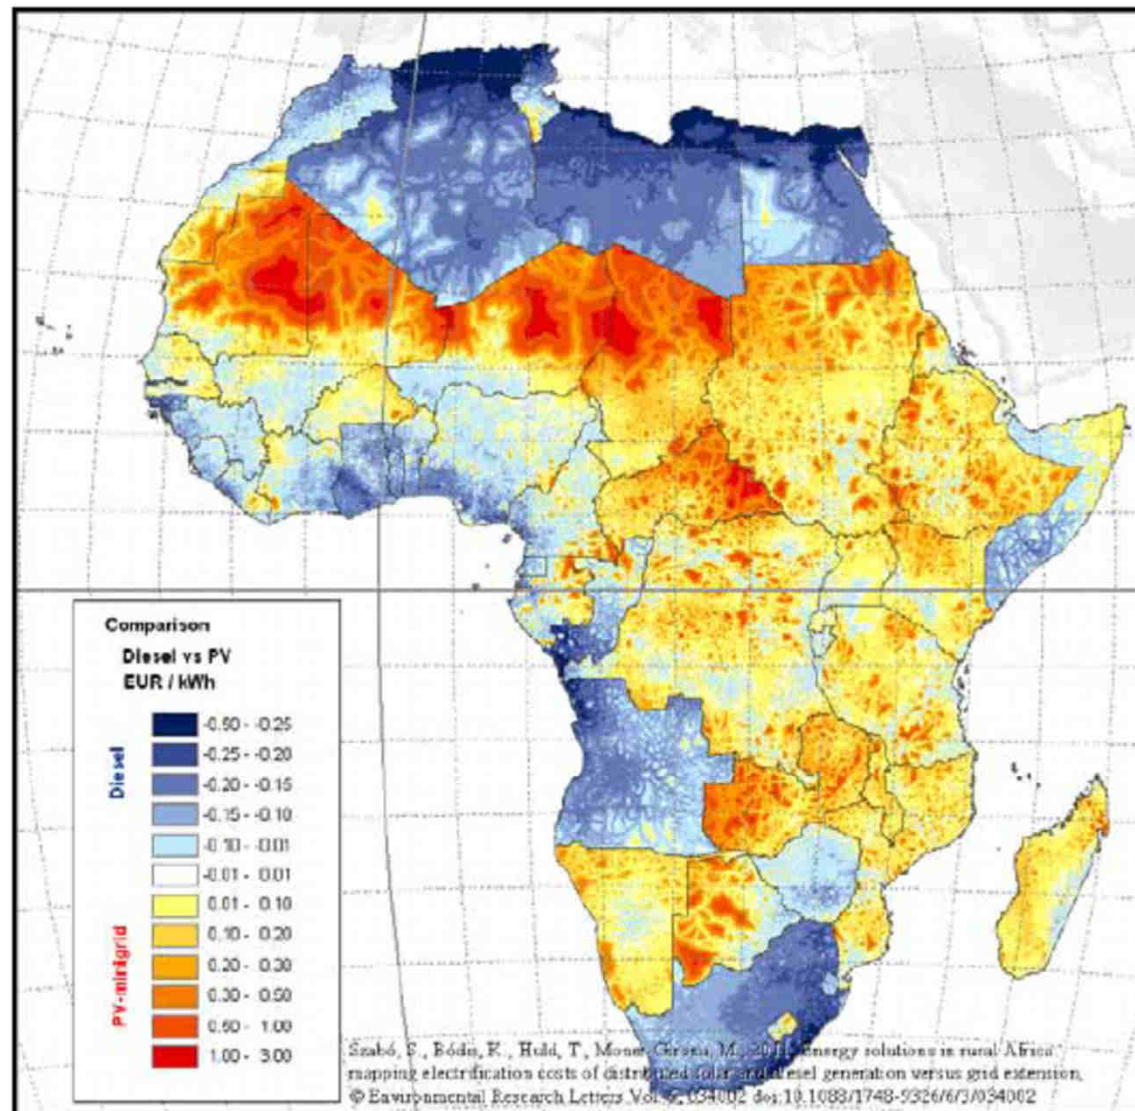 Comparison
Diesel vs PV
EUR / kWh
Diesel
-0.50 - -0.25
-0.25 - -0.20
-0.20 - -0.15
-0.15 - -0.10
-0.10 - -0.01
-0.01 - 0.01
PV-minigrid
0.01 - 0.10
0.10 - 0.20
0.20 - 0.30
0.30 - 0.50
0.50 - 1.00
1.00 - 3.00
Szabó, S., Bódis, K., Huld, T., Moner-Girona, M., 2011, Energy solutions in rural Africa
mapping electrification costs of distributed solar and diesel generation versus grid extension,
© Environmental Research Letters Vol. 6, 034002 doi:10.1088/1748-9326/6/3/034002